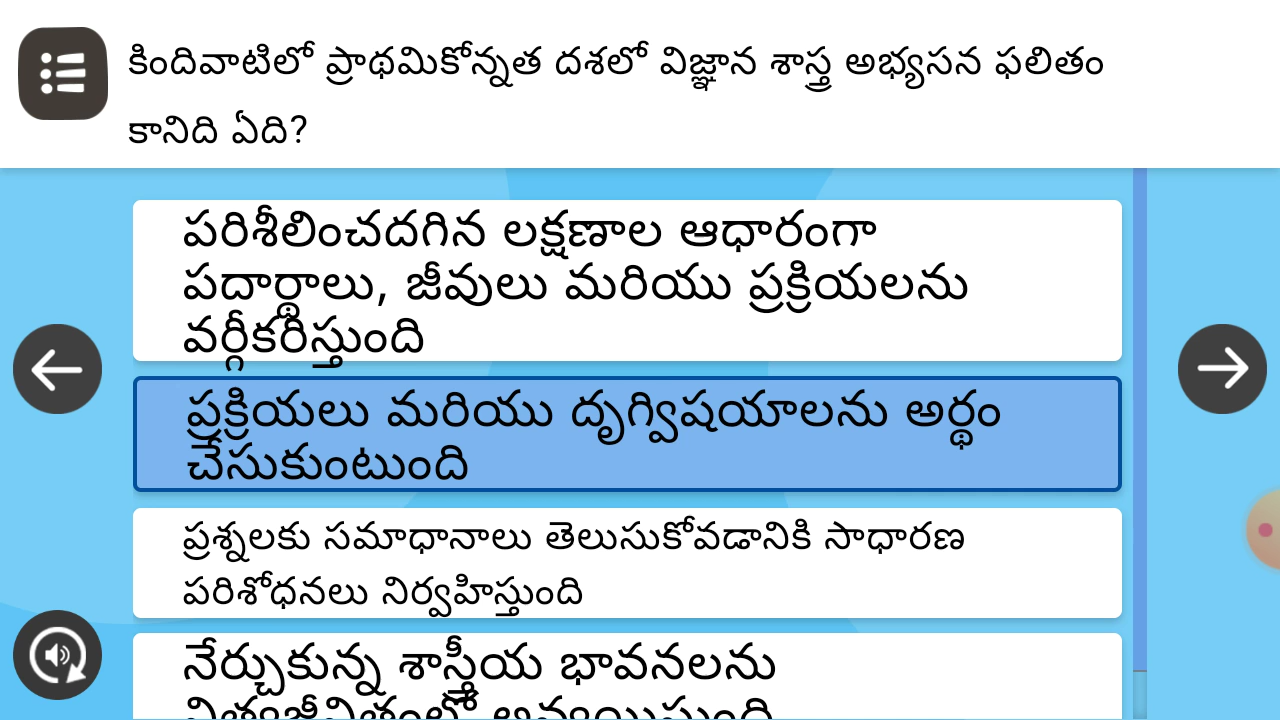 కిందివాటిలో ప్రాథమికోన్నత దశలో విజ్ఞాన శాస్త్ర అభ్యసన ఫలితం
కానిది ఏది?
పరిశీలించదగిన లక్షణాల ఆధారంగా
పదార్థాలు, జీవులు మరియు ప్రక్రియలను
వర్గీకరిస్తుంది
ప్రక్రియలు మరియు దృగ్విషయాలను అర్థం
చేసుకుంటుంది
ప్రశ్నలకు సమాధానాలు తెలుసుకోవడానికి సాధారణ
పరిశోధనలు నిర్వహిస్తుంది
నేర్చుకున్న శాస్త్రీయ భావనలను